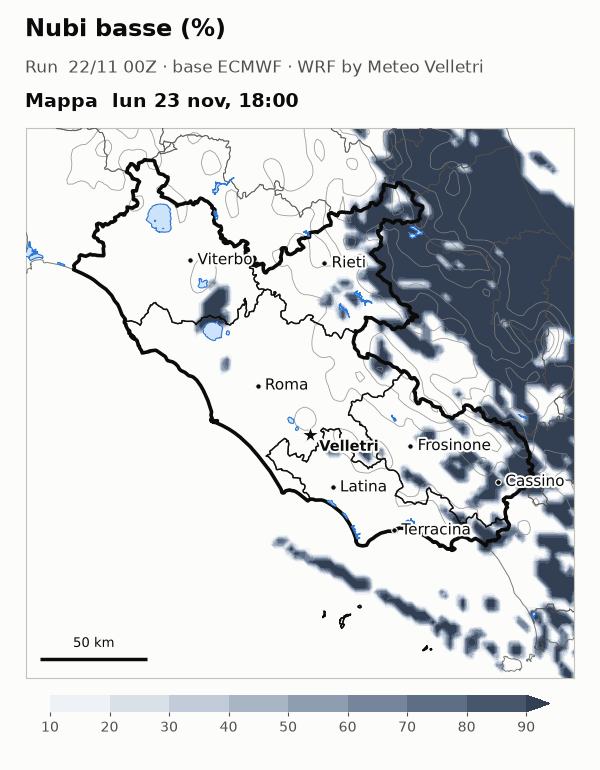 Nubi basse (%)
Run 22/11 00Z · base ECMWF · WRF by Meteo Velletri
Mappa lun 23 nov, 18:00
Viterbo
Rieti
Roma
Velletri
Frosinone
Cassino
Latina
Terracina
50 km
10 20 30 40 50 60 70 80 90